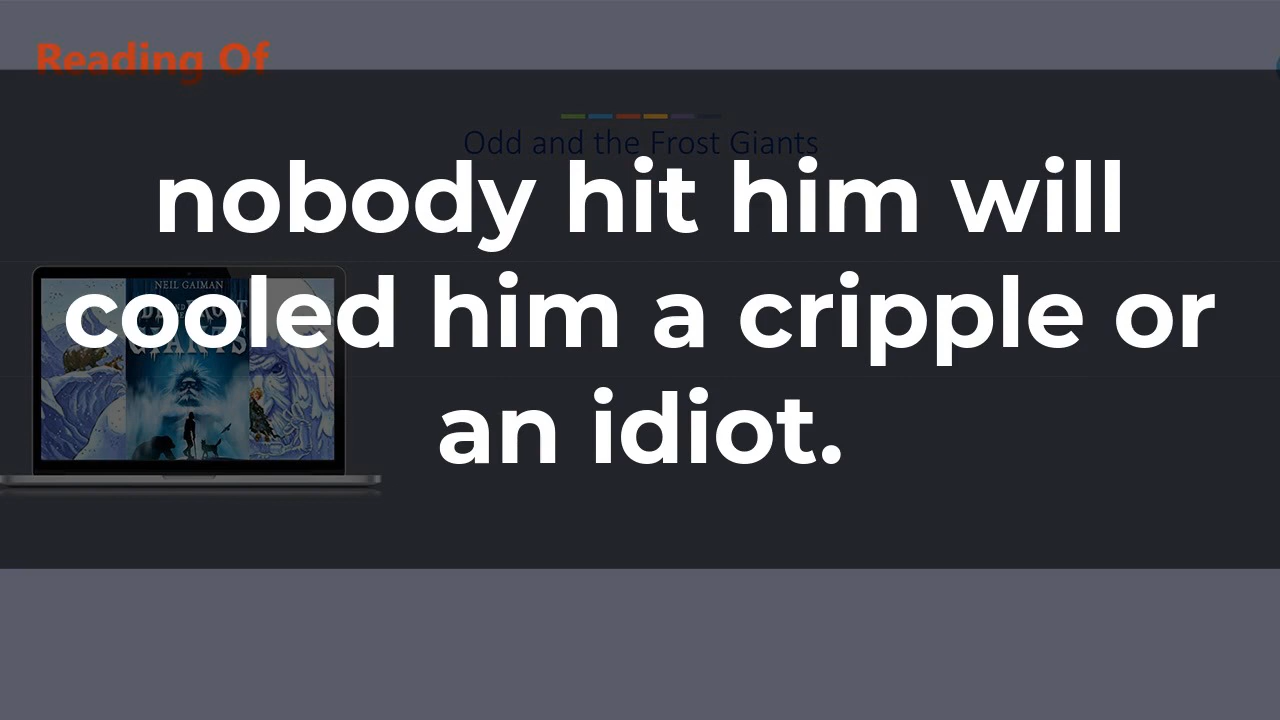 Reading Of
Odd and the Frost Giants
nobody hit him will
cooled him a cripple or
an idiot.
NEIL GAIMAN
GIANTS